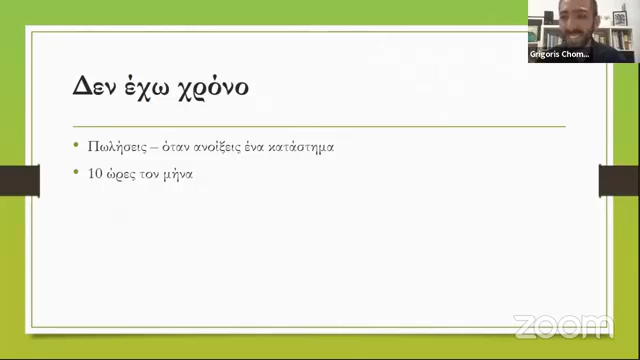 Grigoris Chom...
Δεν έχω χρόνο
• Πωλήσεις – όταν ανοίξεις ένα κατάστημα
• 10 ώρες τον μήνα
zoom